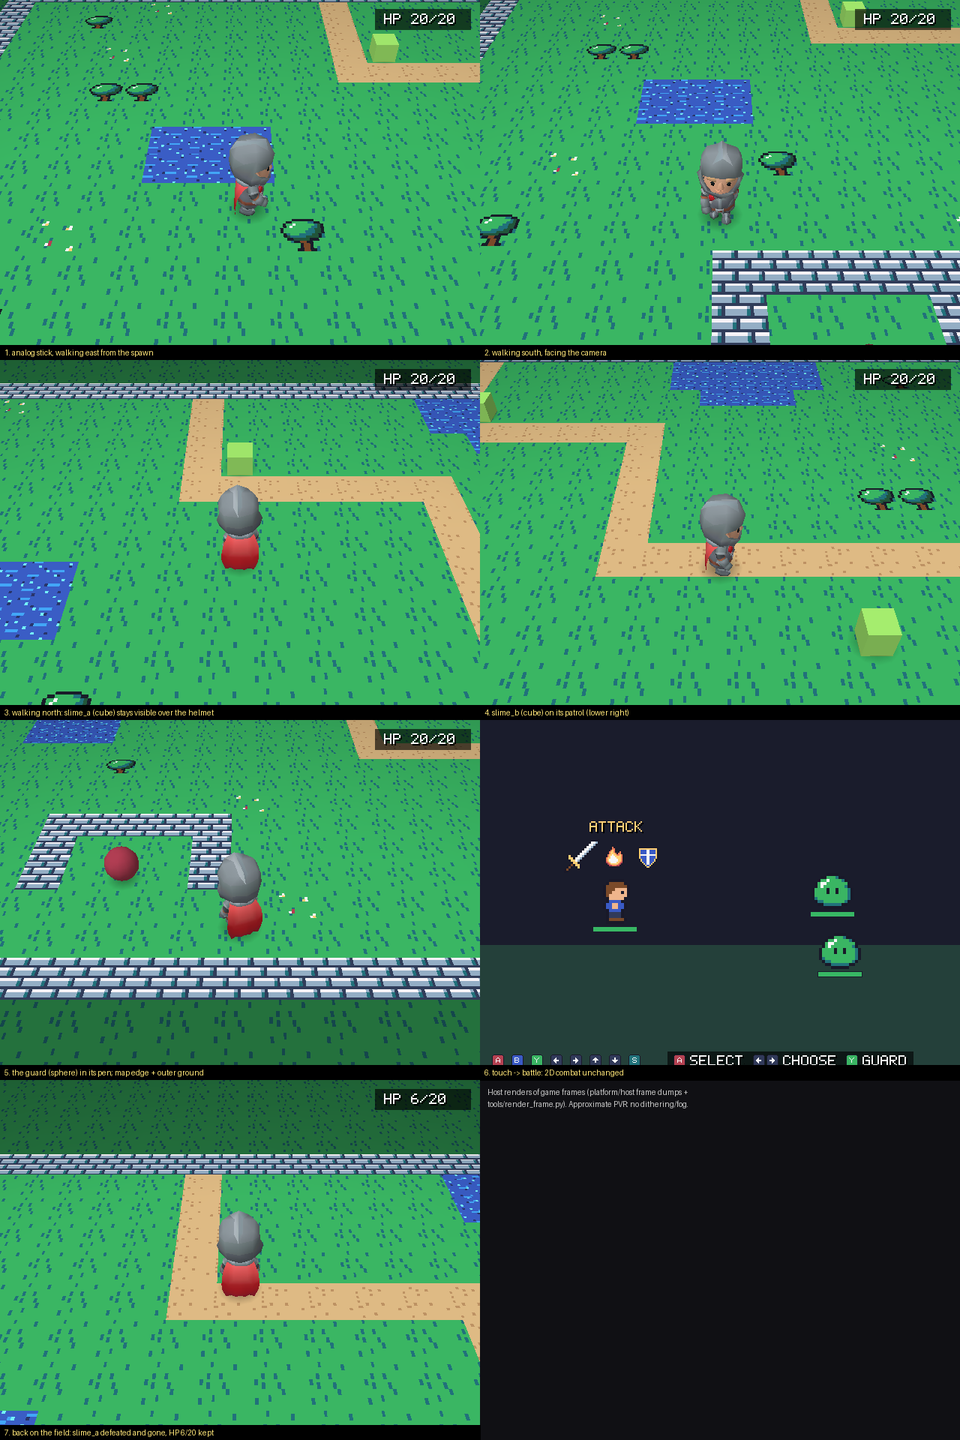 HP 20/20
HP 20/20
1. analog stick, walking east from the spawn
2. walking south, facing the camera
HP 20/20
HP 20/20
3. walking north: slime_a (cube) stays visible over the helmet
4. slime_b (cube) on its patrol (lower right)
HP 20/20
ATTACK
A B Y ← → ↑ ↓ S
A SELECT ← → CHOOSE Y GUARD
5. the guard (sphere) in its pen; map edge + outer ground
6. touch -> battle: 2D combat unchanged
HP 6/20
Host renders of game frames (platform/host frame dumps +
tools/render_frame.py). Approximate PVR no dithering/fog.
7. back on the field: slime_a defeated and gone, HP 6/20 kept